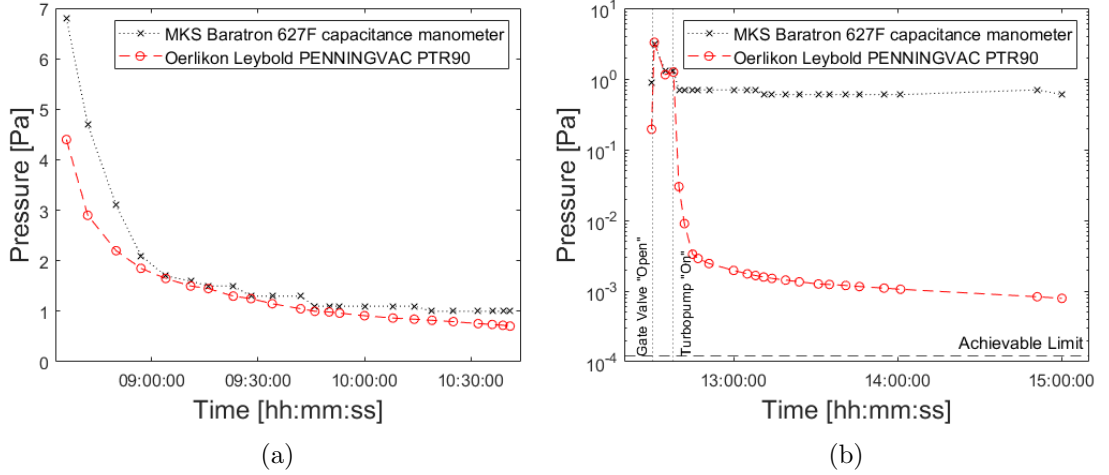 7
6
5
4
3
2
1
0
Pressure [Pa]
MKS Baratron 627F capacitance manometer
Oerlikon Leybold PENNINGVAC PTR90
09:00:00 09:30:00 10:00:00 10:30:00
Time [hh:mm:ss]
(a)
10^1
10^0
10^-1
10^-2
10^-3
10^-4
Pressure [Pa]
MKS Baratron 627F capacitance manometer
Oerlikon Leybold PENNINGVAC PTR90
Gate Valve "Open"
Turbopump "On"
Achievable Limit
13:00:00 14:00:00 15:00:00
Time [hh:mm:ss]
(b)